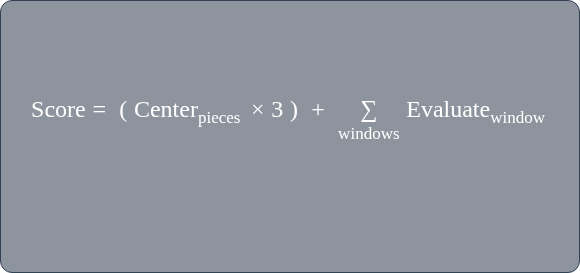 Score = ( Center_pieces × 3 ) + ∑_windows Evaluate_window